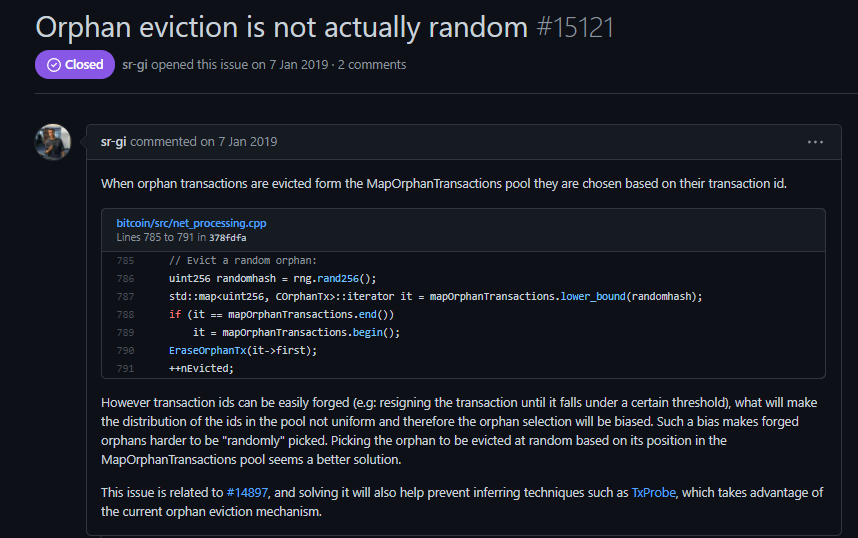 Orphan eviction is not actually random #15121
Closed sr-gi opened this issue on 7 Jan 2019 · 2 comments
sr-gi commented on 7 Jan 2019 ···
When orphan transactions are evicted form the MapOrphanTransactions pool they are chosen based on their transaction id.
bitcoin/src/net_processing.cpp
Lines 785 to 791 in 378fdfa
785 // Evict a random orphan:
786 uint256 randomhash = rng.rand256();
787 std::map<uint256, COrphanTx>::iterator it = mapOrphanTransactions.lower_bound(randomhash);
788 if (it == mapOrphanTransactions.end())
789 it = mapOrphanTransactions.begin();
790 EraseOrphanTx(it->first);
791 ++nEvicted;
However transaction ids can be easily forged (e.g: resigning the transaction until it falls under a certain threshold), what will make
the distribution of the ids in the pool not uniform and therefore the orphan selection will be biased. Such a bias makes forged
orphans harder to be "randomly" picked. Picking the orphan to be evicted at random based on its position in the
MapOrphanTransactions pool seems a better solution.
This issue is related to #14897, and solving it will also help prevent inferring techniques such as TxProbe, which takes advantage of
the current orphan eviction mechanism.